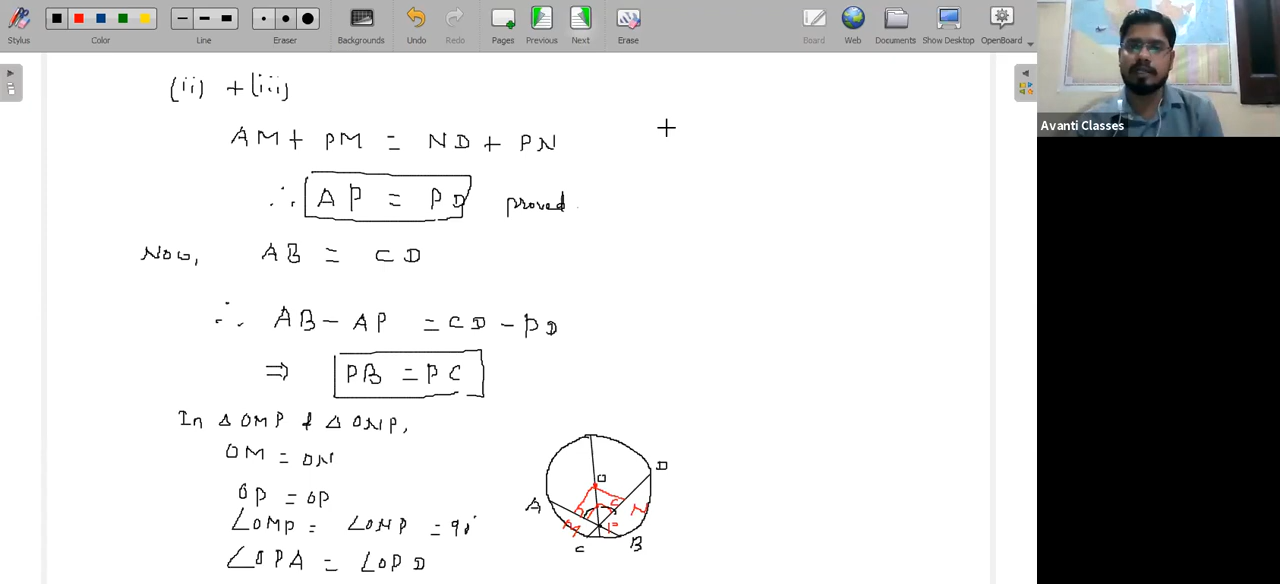 Stylus
Color
Line
Eraser
Backgrounds
Undo
Redo
Pages
Previous
Next
Erase
Board
Web
Documents
Show Desktop
OpenBoard
Avanti Classes
(ii) + (iii)
AM + PM = ND + PN
∴ AP = PD proved.
Now, AB = CD
∴ AB - AP = CD - PD
⇒ PB = PC
In Δ OMP & Δ ONP,
OM = ON
OP = OP
∠OMP = ∠ONP = 90°
∠OPA = ∠OPD
D
O
A
N
M
P
C
B